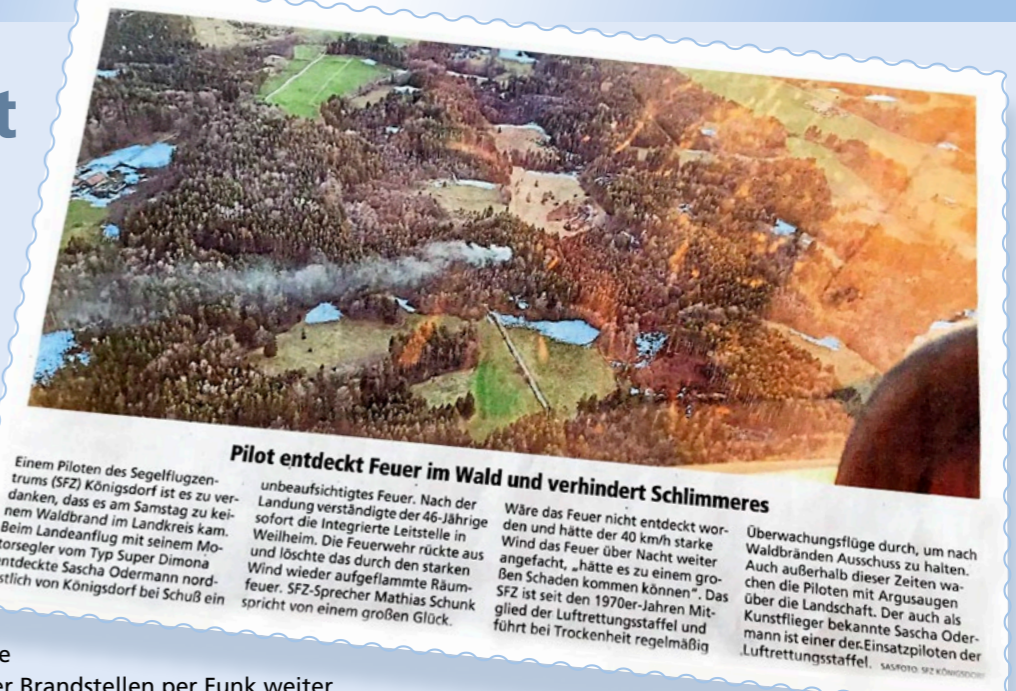 t
Pilot entdeckt Feuer im Wald und verhindert Schlimmeres
Einem Piloten des Segelflugzen-
trums (SFZ) Königsdorf ist es zu ver-
danken, dass es am Samstag zu kei-
nem Waldbrand im Landkreis kam.
Beim Landeanflug mit seinem Mo-
torsegler vom Typ Super Dimona
ntdeckte Sascha Odermann nord-
stlich von Königsdorf bei Schuß ein
unbeaufsichtigtes Feuer. Nach der
Landung verständigte der 46-Jährige
sofort die Integrierte Leitstelle in
Weilheim. Die Feuerwehr rückte aus
und löschte das durch den starken
Wind wieder aufgeflammte Räum-
feuer. SFZ-Sprecher Mathias Schunk
spricht von einem großen Glück.
Wäre das Feuer nicht entdeckt wor-
den und hätte der 40 km/h starke
Wind das Feuer über Nacht weiter
angefacht, „hätte es zu einem gro-
ßen Schaden kommen können“. Das
SFZ ist seit den 1970er-Jahren Mit-
glied der Luftrettungsstaffel und
führt bei Trockenheit regelmäßig
Überwachungsflüge durch, um nach
Waldbränden Ausschuss zu halten.
Auch außerhalb dieser Zeiten wa-
chen die Piloten mit Argusaugen
über die Landschaft. Der auch als
Kunstflieger bekannte Sascha Oder-
mann ist einer der Einsatzpiloten der
Luftrettungsstaffel. SAS/FOTO: SFZ KÖNIGSDORF
e
er Brandstellen per Funk weiter